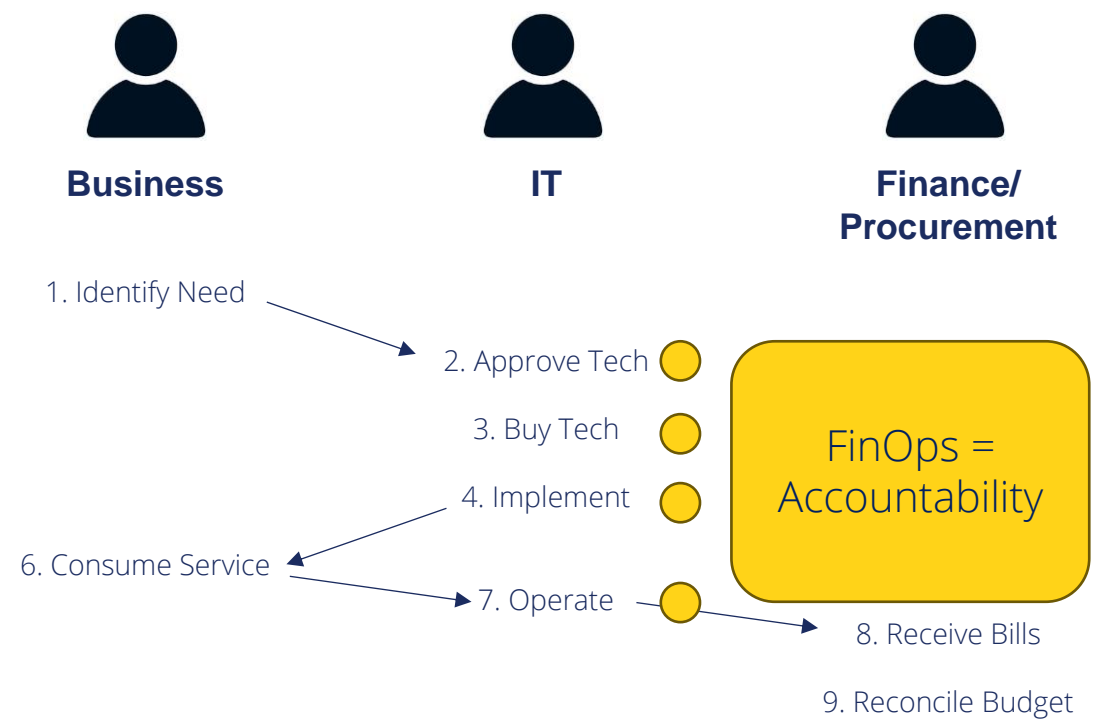 Business
IT
Finance/
Procurement
1. Identify Need
2. Approve Tech
3. Buy Tech
4. Implement
FinOps =
Accountability
6. Consume Service
7. Operate
8. Receive Bills
9. Reconcile Budget